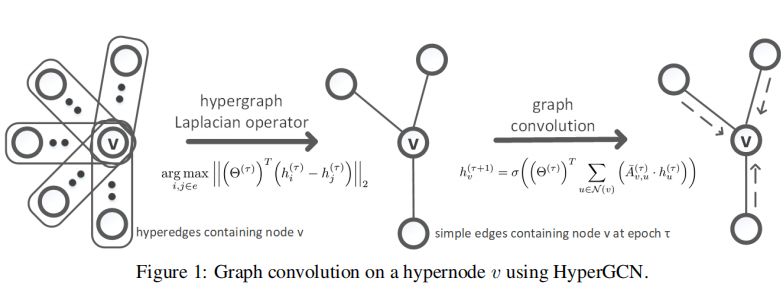 hypergraph
Laplacian operator
arg max_{i,j∈e} ||(Θ^{(τ)})^T (h_i^{(τ)} − h_j^{(τ)})||_2
v
hyperedges containing node v
v
graph
convolution
h_v^{(τ+1)} = σ((Θ^{(τ)})^T ∑_{u∈N(v)} (Ā_{v,u}^{(τ)} · h_u^{(τ)}))
simple edges containing node v at epoch τ
v
Figure 1: Graph convolution on a hypernode v using HyperGCN.